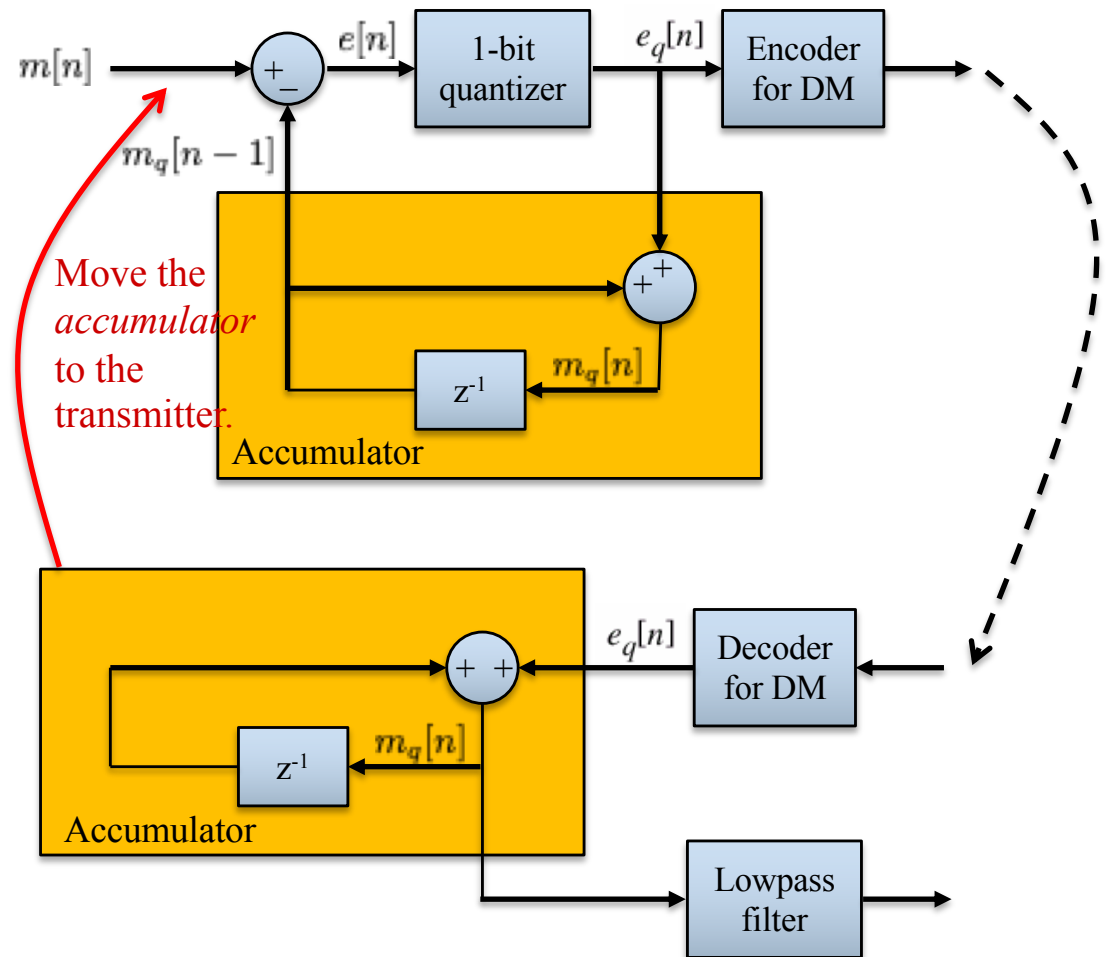 m[n]
+
−
e[n]
1-bit
quantizer
e_q[n]
Encoder
for DM
m_q[n − 1]
Move the
accumulator
to the
transmitter.
+
+
z⁻¹
m_q[n]
Accumulator
+ +
e_q[n]
Decoder
for DM
z⁻¹
m_q[n]
Accumulator
Lowpass
filter